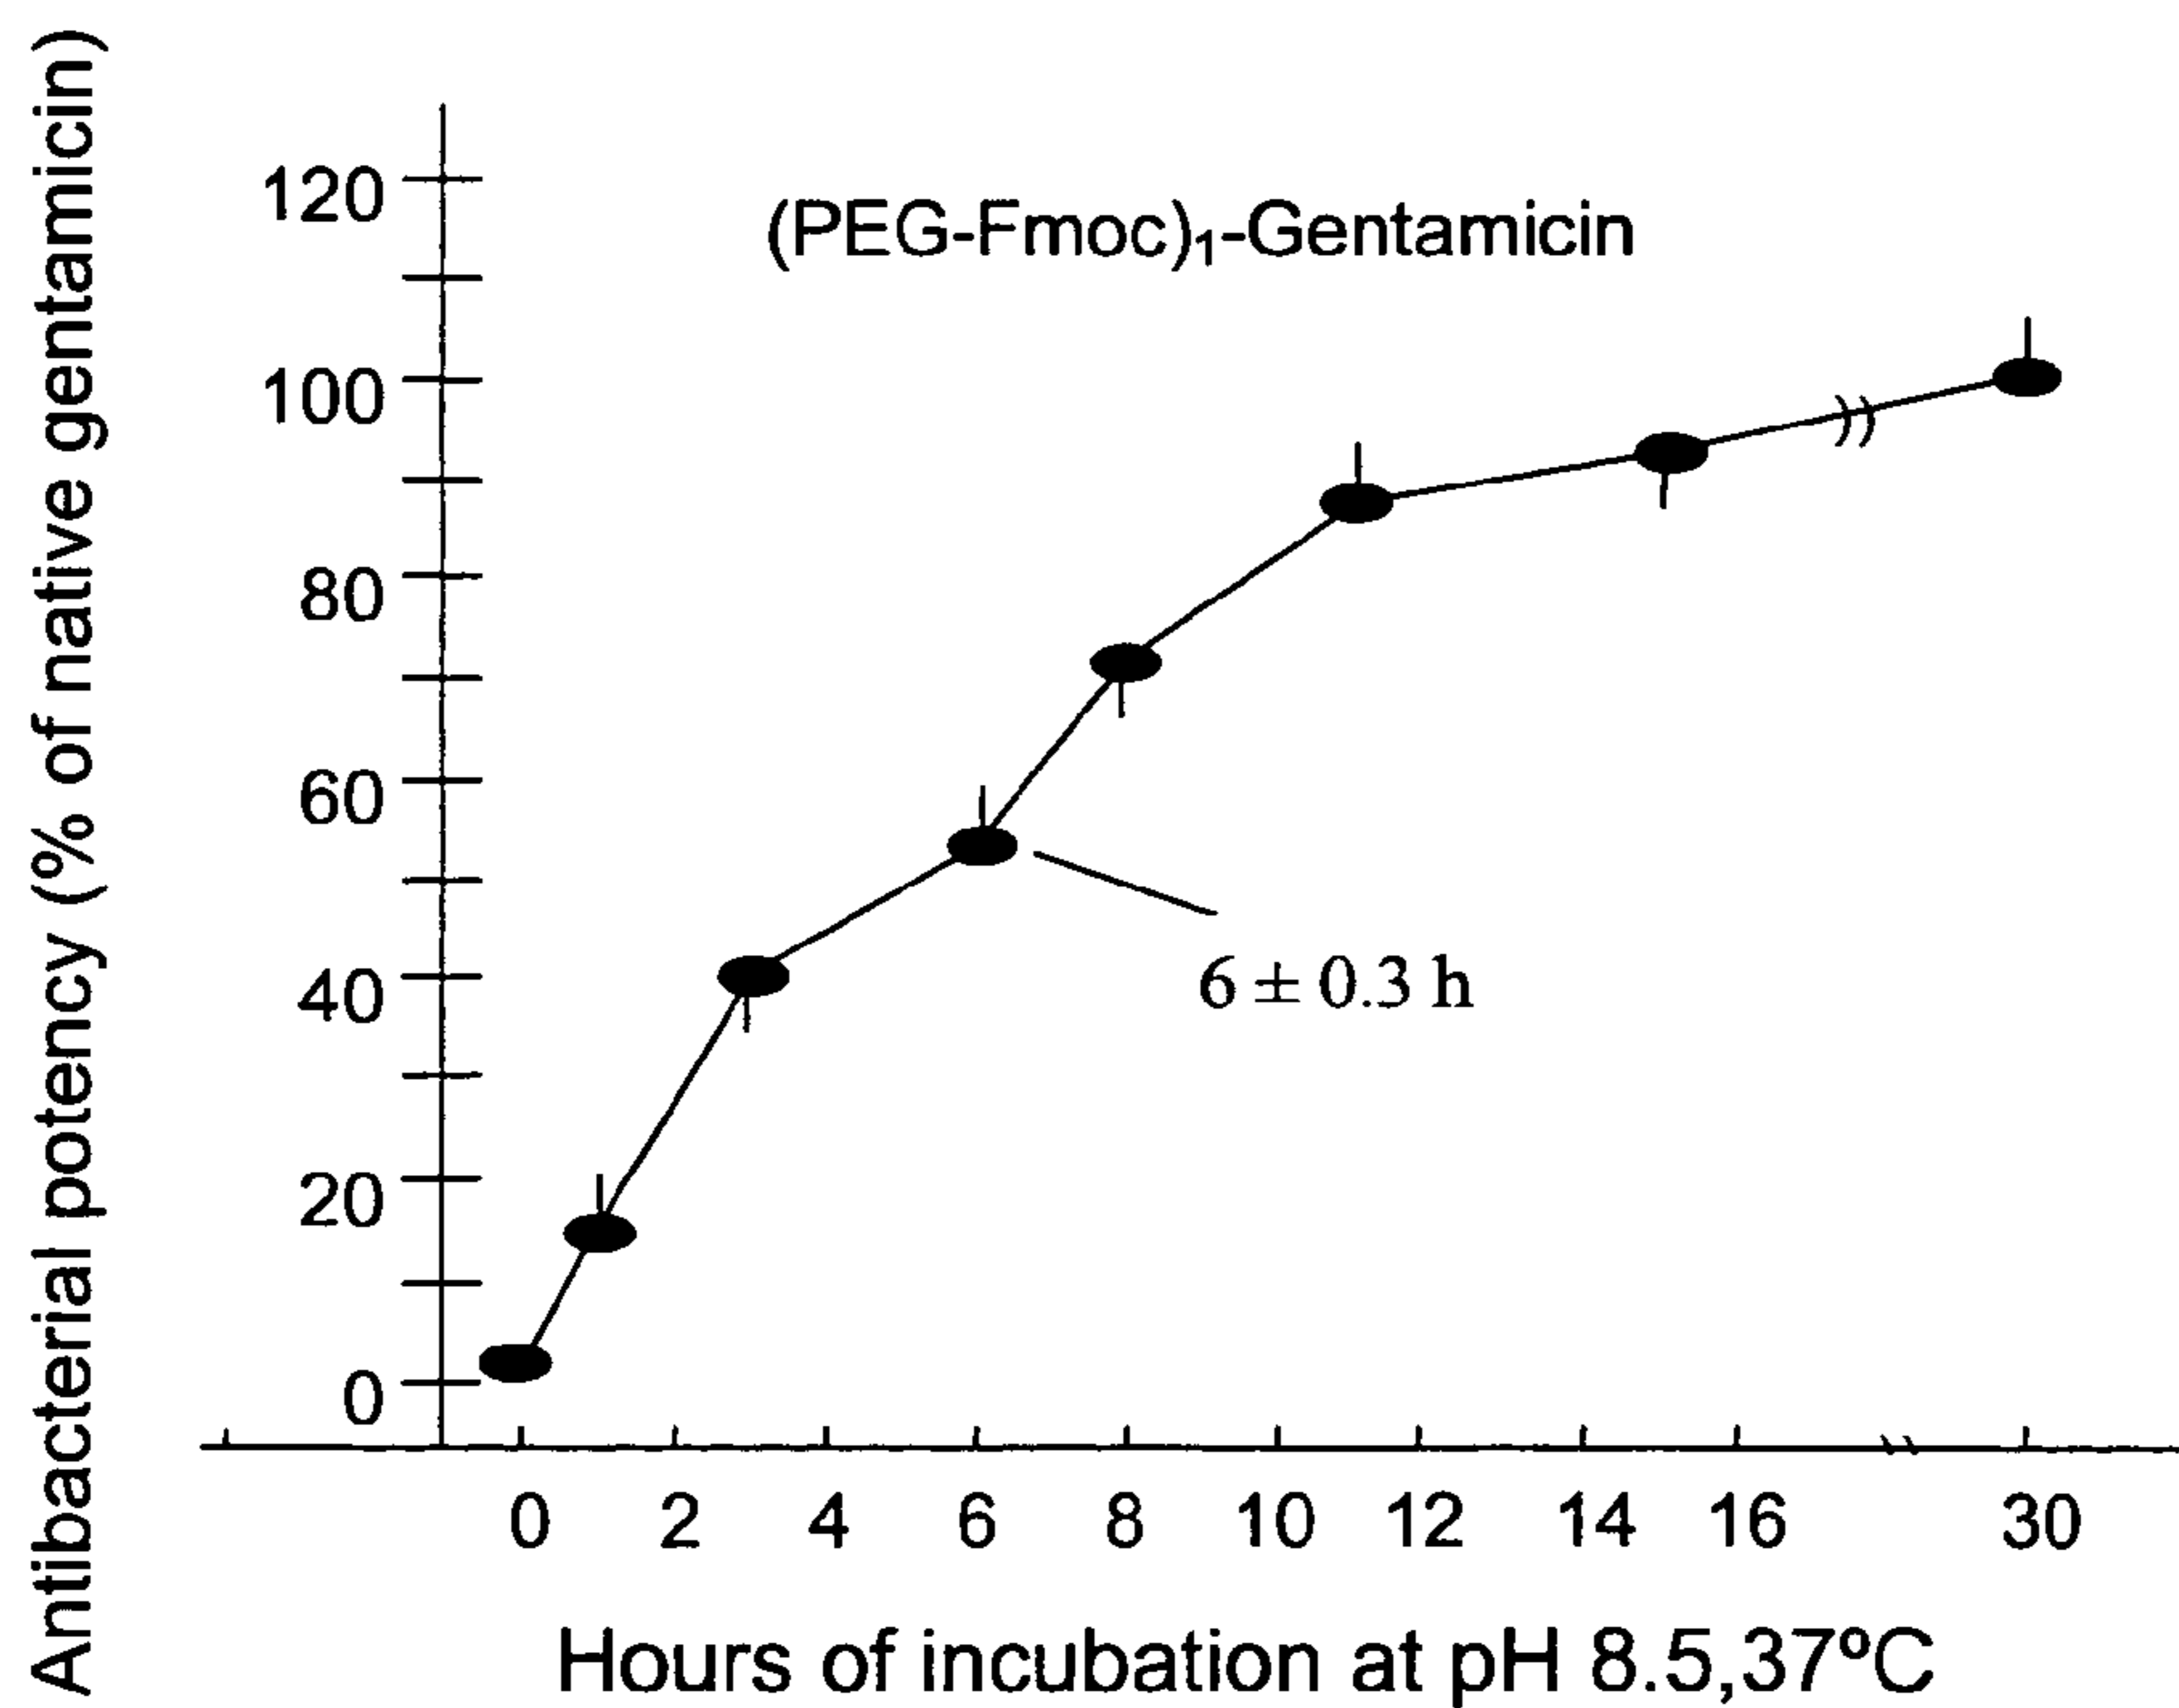 Antibacterial potency (% of native gentamicin)
120
100
80
60
40
20
0
(PEG-Fmoc)₁-Gentamicin
6 ± 0.3 h
0 2 4 6 8 10 12 14 16 30
Hours of incubation at pH 8.5,37ºC